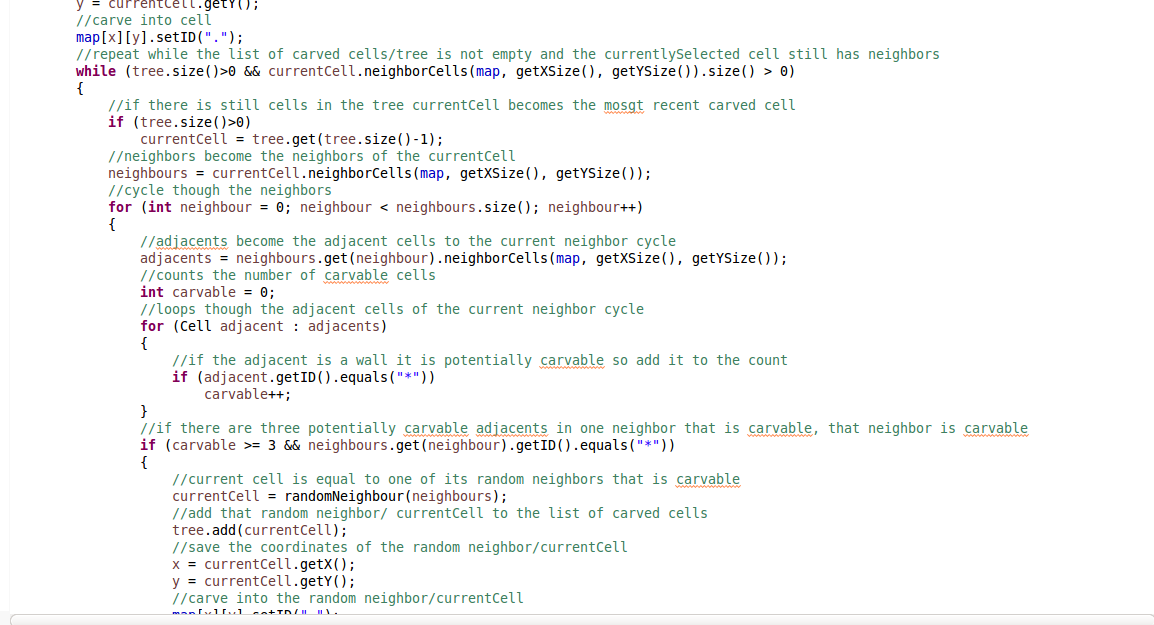 y = currentCell.getY();
//carve into cell
map[x][y].setID(".");
//repeat while the list of carved cells/tree is not empty and the currentlySelected cell still has neighbors
while (tree.size()>0 && currentCell.neighborCells(map, getXSize(), getYSize()).size() > 0)
{
//if there is still cells in the tree currentCell becomes the mosgt recent carved cell
if (tree.size()>0)
currentCell = tree.get(tree.size()-1);
//neighbors become the neighbors of the currentCell
neighbours = currentCell.neighborCells(map, getXSize(), getYSize());
//cycle though the neighbors
for (int neighbour = 0; neighbour < neighbours.size(); neighbour++)
{
//adjacents become the adjacent cells to the current neighbor cycle
adjacents = neighbours.get(neighbour).neighborCells(map, getXSize(), getYSize());
//counts the number of carvable cells
int carvable = 0;
//loops though the adjacent cells of the current neighbor cycle
for (Cell adjacent : adjacents)
{
//if the adjacent is a wall it is potentially carvable so add it to the count
if (adjacent.getID().equals("*"))
carvable++;
}
//if there are three potentially carvable adjacents in one neighbor that is carvable, that neighbor is carvable
if (carvable >= 3 && neighbours.get(neighbour).getID().equals("*"))
{
//current cell is equal to one of its random neighbors that is carvable
currentCell = randomNeighbour(neighbours);
//add that random neighbor/ currentCell to the list of carved cells
tree.add(currentCell);
//save the coordinates of the random neighbor/currentCell
x = currentCell.getX();
y = currentCell.getY();
//carve into the random neighbor/currentCell
map[x][y].setID(".");